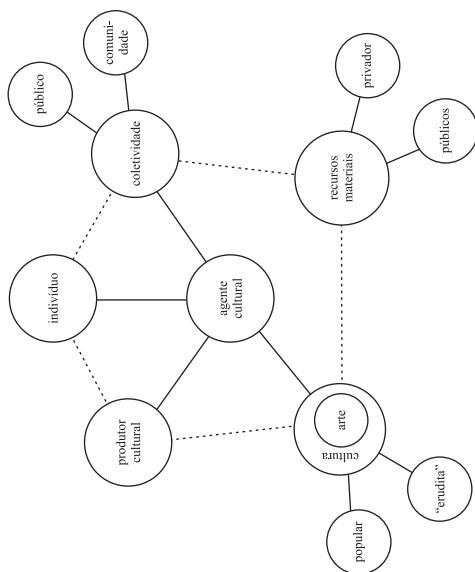 público
comuni-
dade
produtor
cultural
indivíduo
coletividade
agente
cultural
cultura
arte
recursos
materiais
privador
popular
"erudita"
públicos